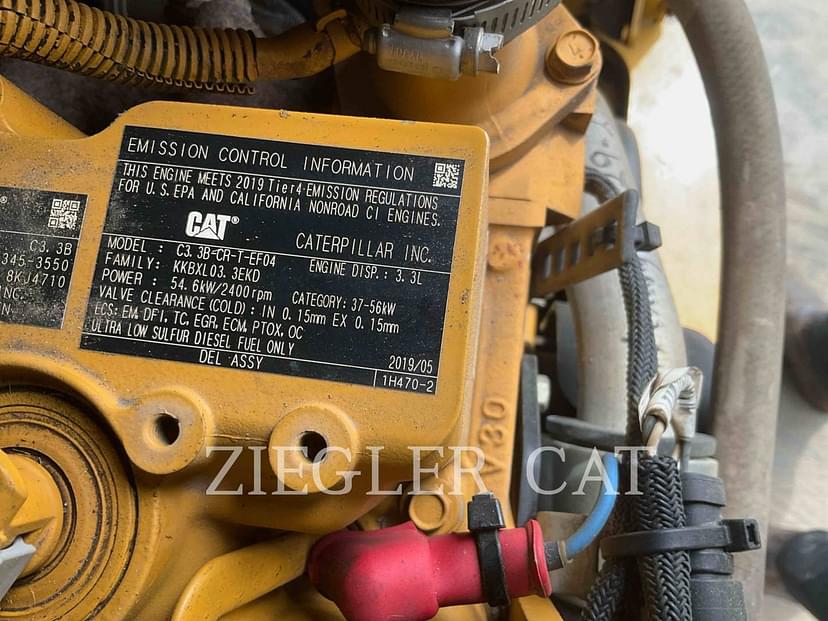 EMISSION CONTROL INFORMATION
THIS ENGINE MEETS 2019 Tier4 EMISSION REGULATIONS
FOR U.S. EPA AND CALIFORNIA NONROAD CI ENGINES.
CAT® CATERPILLAR INC.
MODEL : C3.3B-CR-T-EF04
FAMILY: KKBXL03.3EKD ENGINE DISP.: 3.3L
POWER : 54.6kW/2400rpm CATEGORY: 37-56kW
VALVE CLEARANCE (COLD) : IN 0.15mm EX 0.15mm
ECS: EM, DFI, TC, EGR, ECM, PTOX, OC
ULTRA LOW SULFUR DIESEL FUEL ONLY
DEL ASSY 2019/05
1H470-2
C3.3B
345-3550
8KJ4710
INC.
N.
4
V30
ZIEGLER CAT